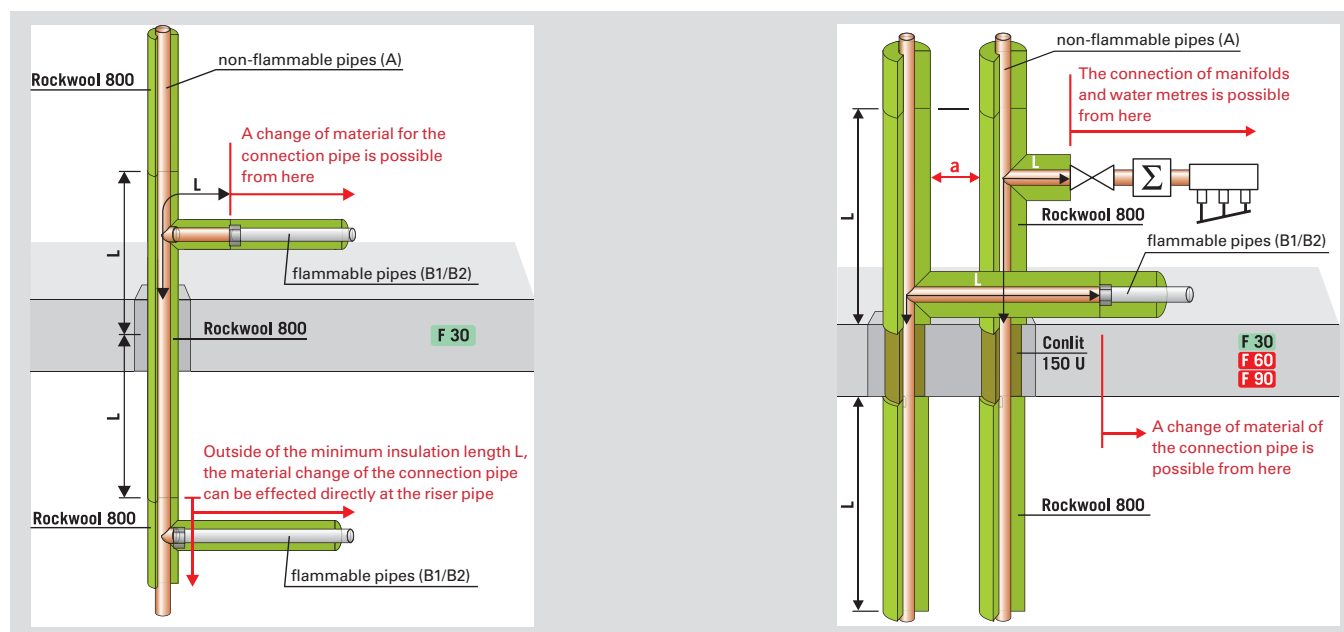 non-flammable pipes (A)
Rockwool 800
A change of material for the
connection pipe is possible
from here
L
L
flammable pipes (B1/B2)
Rockwool 800
F 30
L
Outside of the minimum insulation length L,
the material change of the connection pipe
can be effected directly at the riser pipe
Rockwool 800
flammable pipes (B1/B2)
non-flammable pipes (A)
The connection of manifolds
and water metres is possible
from here
L
a
Σ
L
Rockwool 800
flammable pipes (B1/B2)
L
Conlit
150 U
F 30
F 60
F 90
A change of material of
the connection pipe is
possible from here
L
Rockwool 800